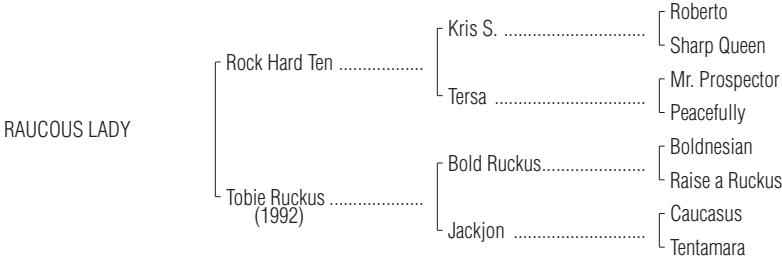 Roberto
Kris S. ..............................
Sharp Queen
Rock Hard Ten ..................
Mr. Prospector
Tersa ................................
Peacefully
RAUCOUS LADY
Boldnesian
Bold Ruckus......................
Raise a Ruckus
Tobie Ruckus ....................
(1992)
Caucasus
Jackjon ............................
Tentamara